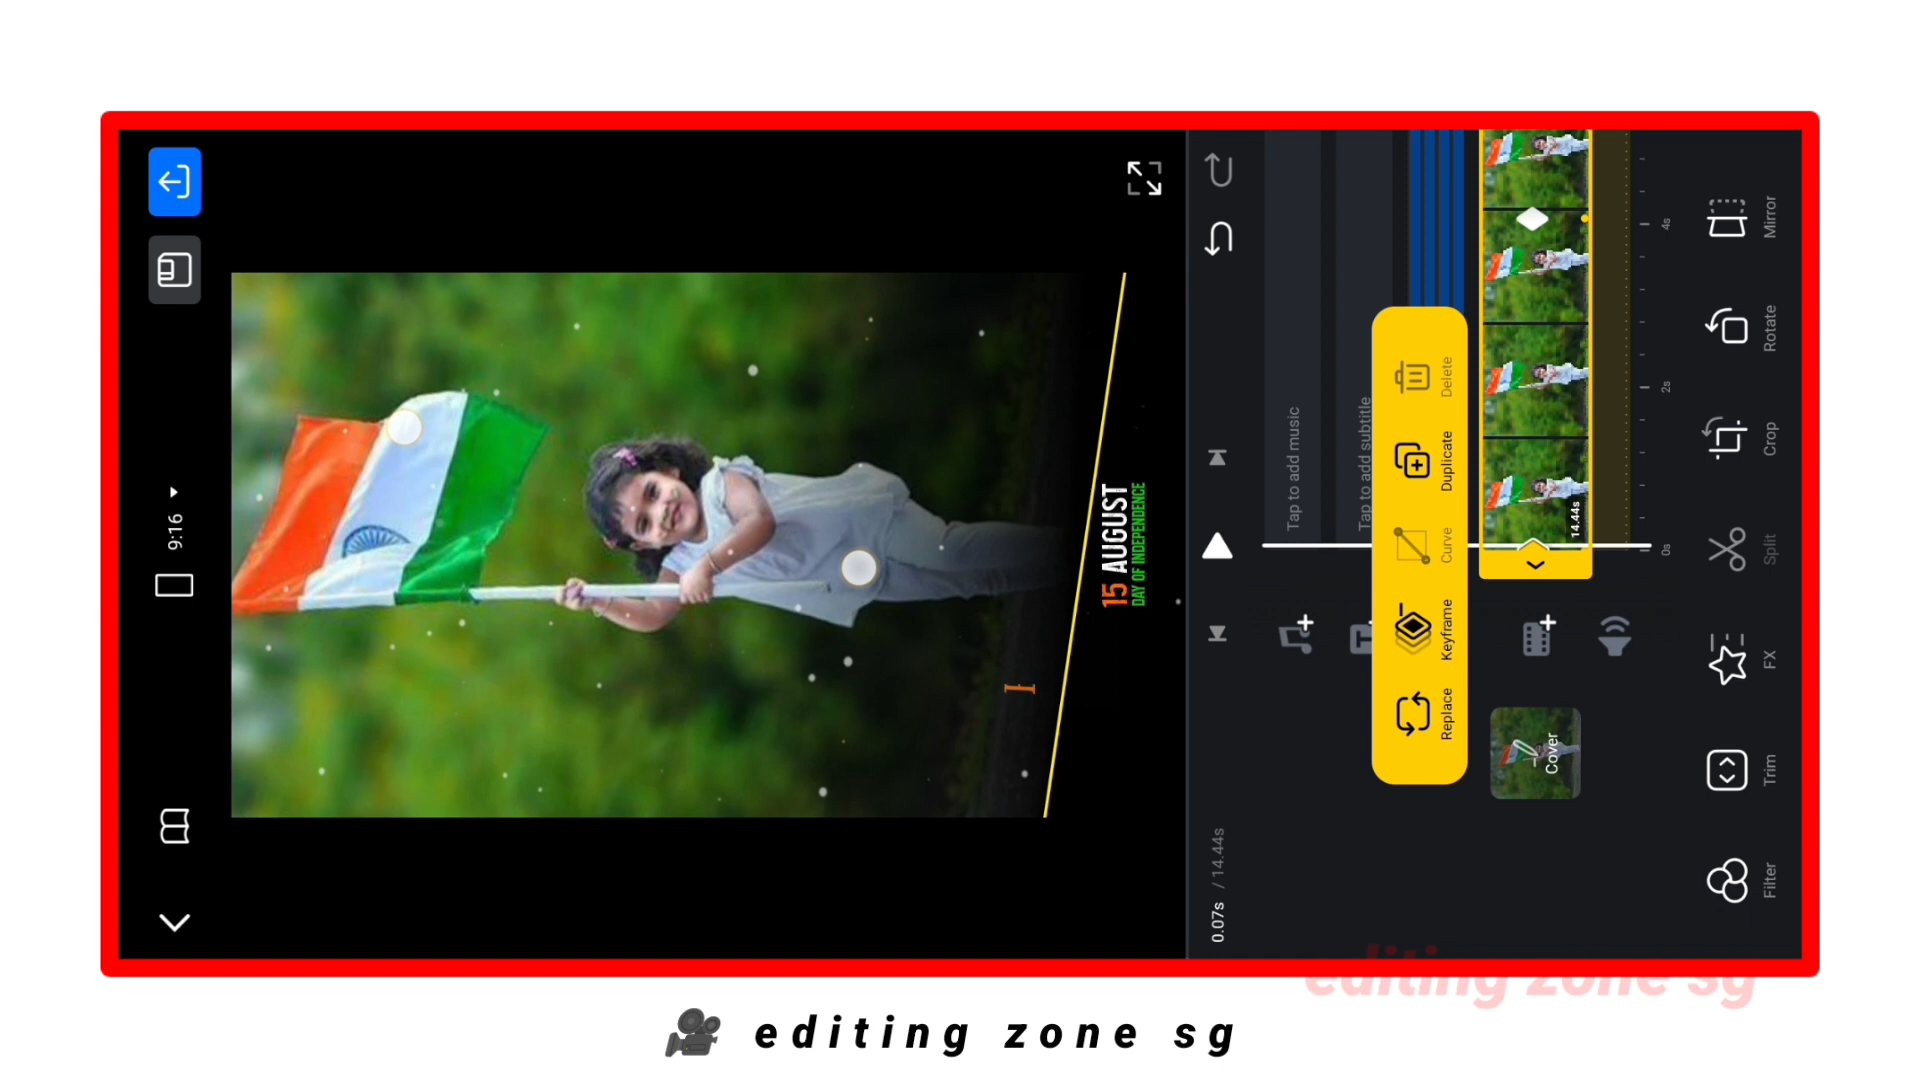 9:16
15 AUGUST
DAY OF INDEPENDENCE
I
0.07s / 14.44s
Tap to add music
Tap to add subtitle
Replace
Keyframe
Curve
Duplicate
Delete
Cover
14.44s
0s
2s
4s
Filter
Trim
FX
Split
Crop
Rotate
Mirror
editing zone sg
editing zone sg